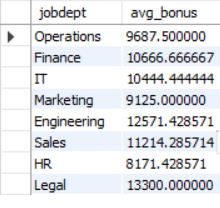 jobdept avg_bonus
Operations 9687.500000
Finance 10666.666667
IT 10444.444444
Marketing 9125.000000
Engineering 12571.428571
Sales 11214.285714
HR 8171.428571
Legal 13300.000000